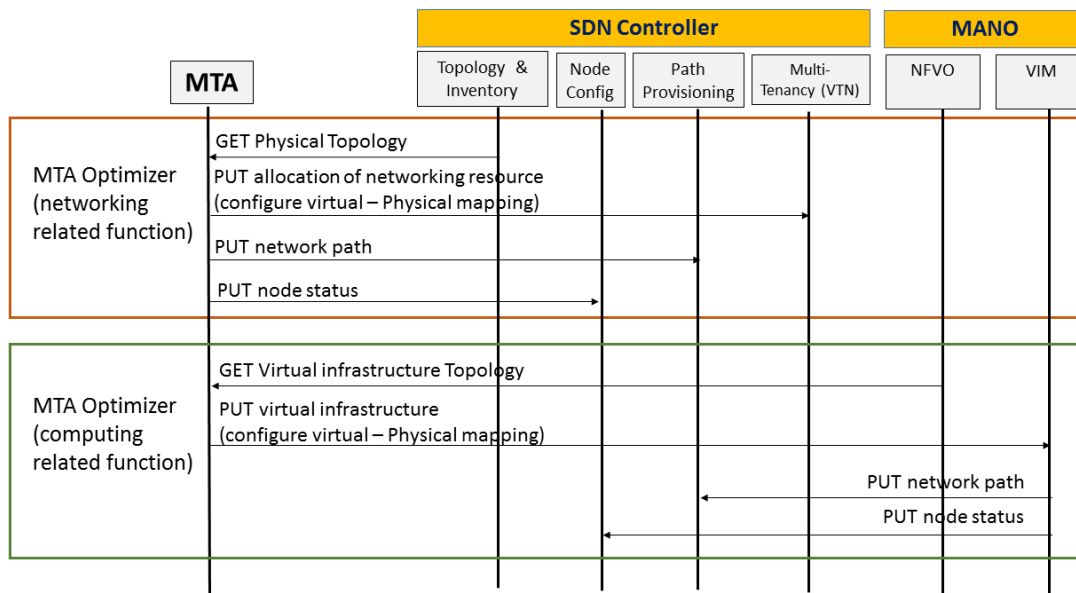 SDN Controller
MANO
MTA
Topology &
Inventory
Node
Config
Path
Provisioning
Multi-
Tenancy (VTN)
NFVO
VIM
MTA Optimizer
(networking
related function)
GET Physical Topology
PUT allocation of networking resource
(configure virtual – Physical mapping)
PUT network path
PUT node status
MTA Optimizer
(computing
related function)
GET Virtual infrastructure Topology
PUT virtual infrastructure
(configure virtual – Physical mapping)
PUT network path
PUT node status